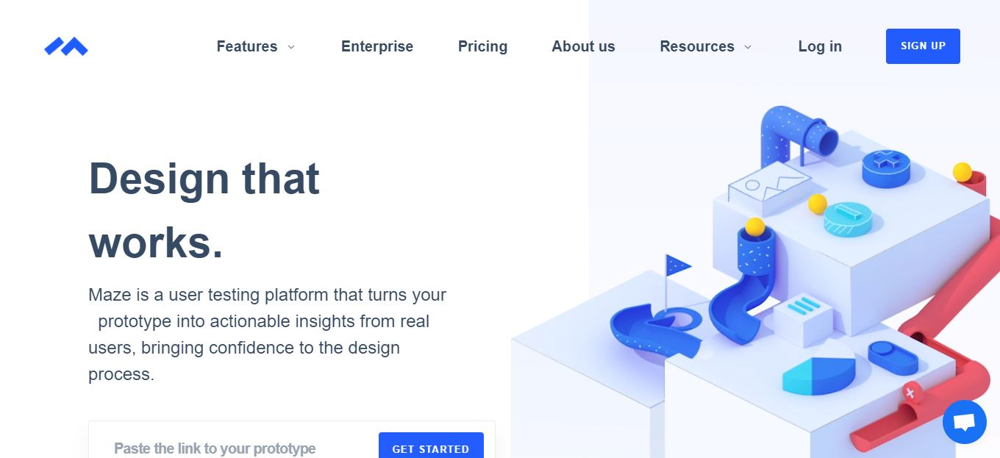 Features Enterprise Pricing About us Resources Log in SIGN UP
Design that
works.
Maze is a user testing platform that turns your
prototype into actionable insights from real
users, bringing confidence to the design
process.
Paste the link to your prototype GET STARTED